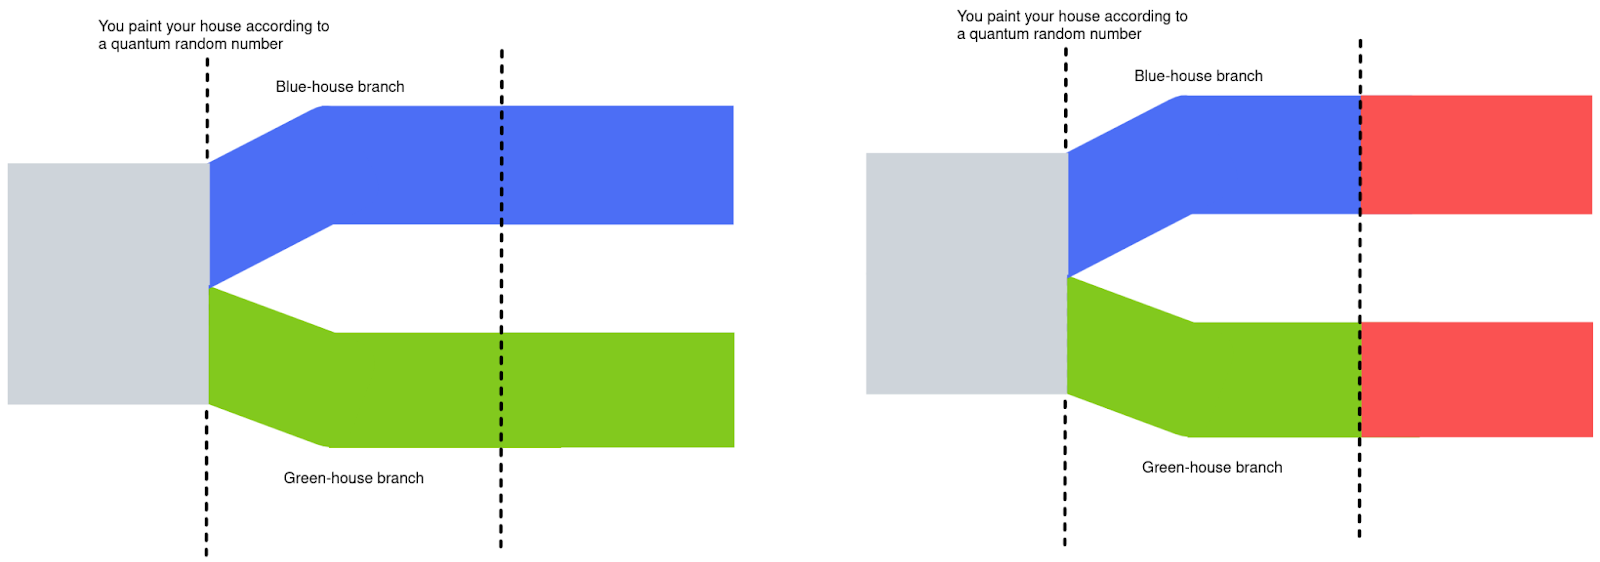 You paint your house according to
a quantum random number
Blue-house branch
Green-house branch
You paint your house according to
a quantum random number
Blue-house branch
Green-house branch